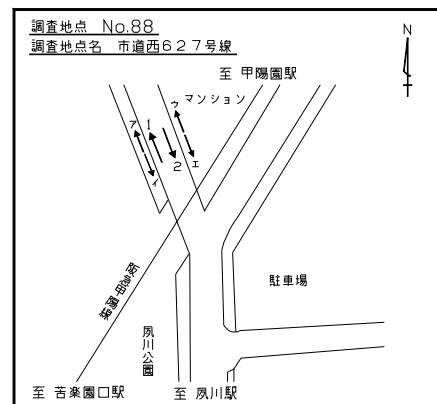 調査地点 No.88
調査地点名 市道西627号線
N
至 甲陽園駅
マンション
ア
1
ウ
イ
2
エ
阪急甲陽線
駐車場
夙川公園
至 苦楽園口駅
至 夙川駅